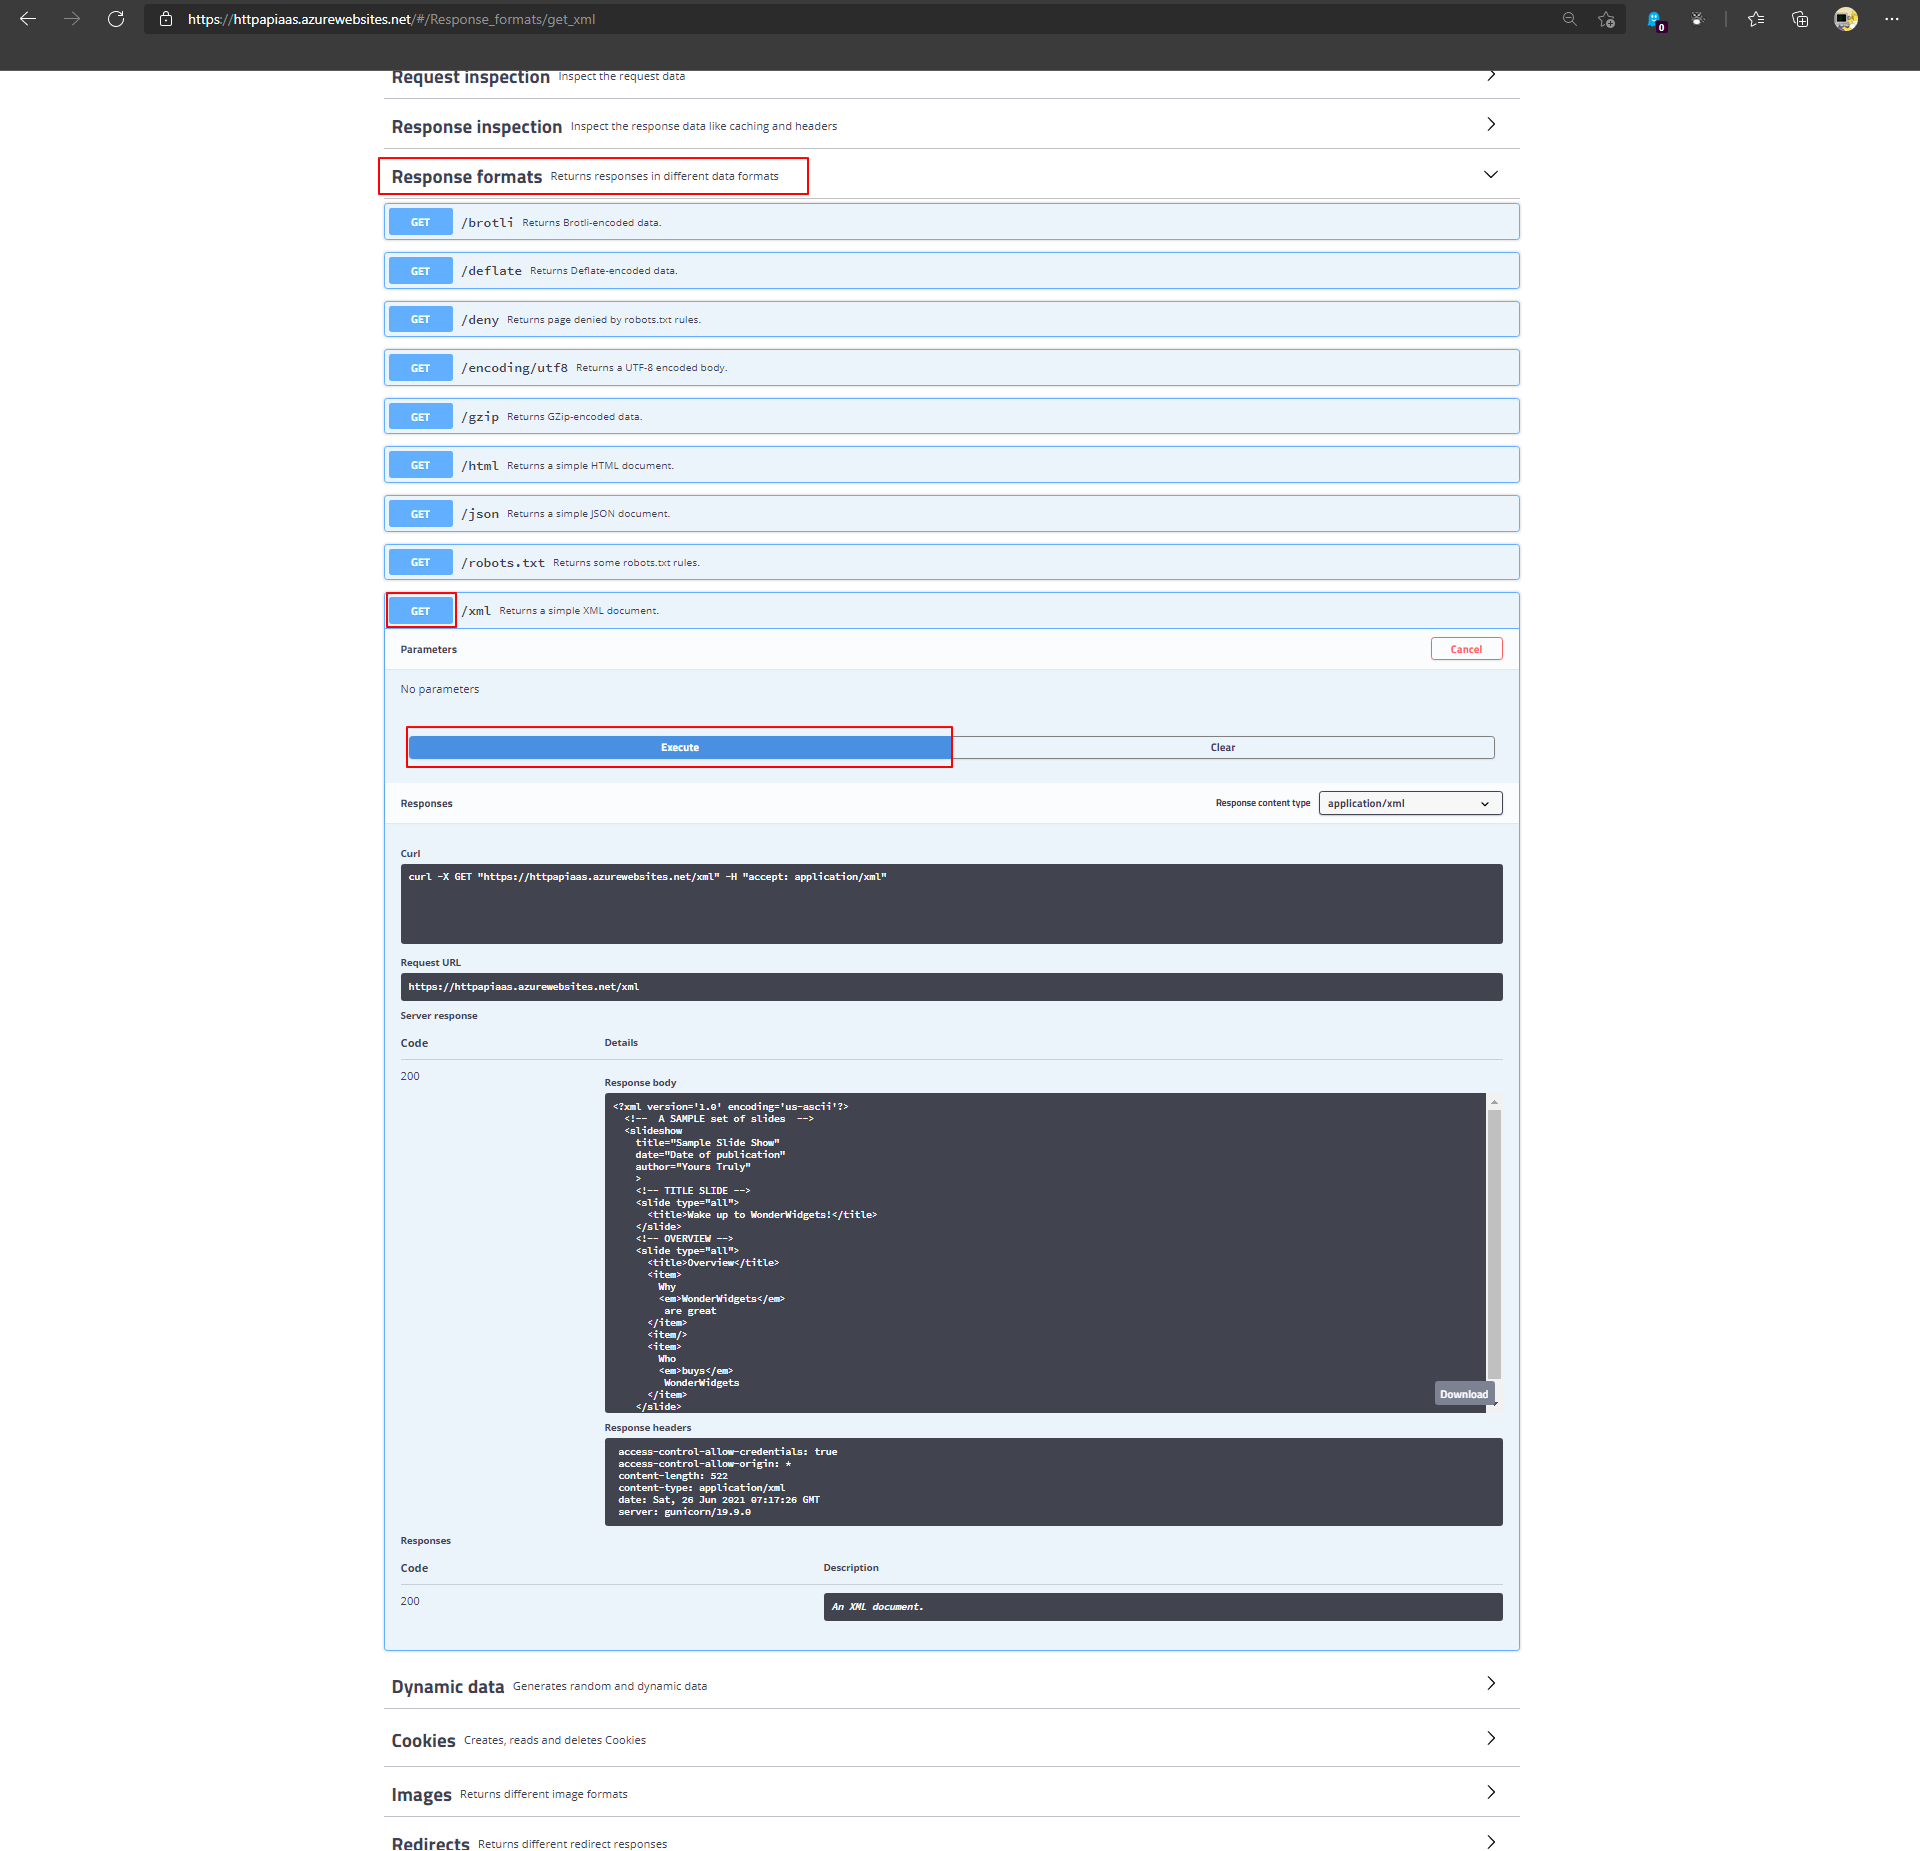 https://httpapiaas.azurewebsites.net/#/Response_formats/get_xml
0
Request inspection Inspect the request data
Response inspection Inspect the response data like caching and headers
Response formats Returns responses in different data formats
GET /brotli Returns Brotli-encoded data.
GET /deflate Returns Deflate-encoded data.
GET /deny Returns page denied by robots.txt rules.
GET /encoding/utf8 Returns a UTF-8 encoded body.
GET /gzip Returns GZip-encoded data.
GET /html Returns a simple HTML document.
GET /json Returns a simple JSON document.
GET /robots.txt Returns some robots.txt rules.
GET /xml Returns a simple XML document.
Parameters Cancel
No parameters
Execute Clear
Responses Response content type application/xml
Curl
curl -X GET "https://httpapiaas.azurewebsites.net/xml" -H "accept: application/xml"
Request URL
https://httpapiaas.azurewebsites.net/xml
Server response
Code Details
200
Response body
<?xml version='1.0' encoding='us-ascii'?>
<!--  A SAMPLE set of slides  -->
<slideshow
title="Sample Slide Show"
date="Date of publication"
author="Yours Truly"
>
<!-- TITLE SLIDE -->
<slide type="all">
<title>Wake up to WonderWidgets!</title>
</slide>
<!-- OVERVIEW -->
<slide type="all">
<title>Overview</title>
<item>
Why
<em>WonderWidgets</em>
are great
</item>
<item/>
<item>
Who
<em>buys</em>
WonderWidgets
</item>
</slide>
Download
Response headers
access-control-allow-credentials: true
access-control-allow-origin: *
content-length: 522
content-type: application/xml
date: Sat, 26 Jun 2021 07:17:26 GMT
server: gunicorn/19.9.0
Responses
Code Description
200 An XML document.
Dynamic data Generates random and dynamic data
Cookies Creates, reads and deletes Cookies
Images Returns different image formats
Redirects Returns different redirect responses